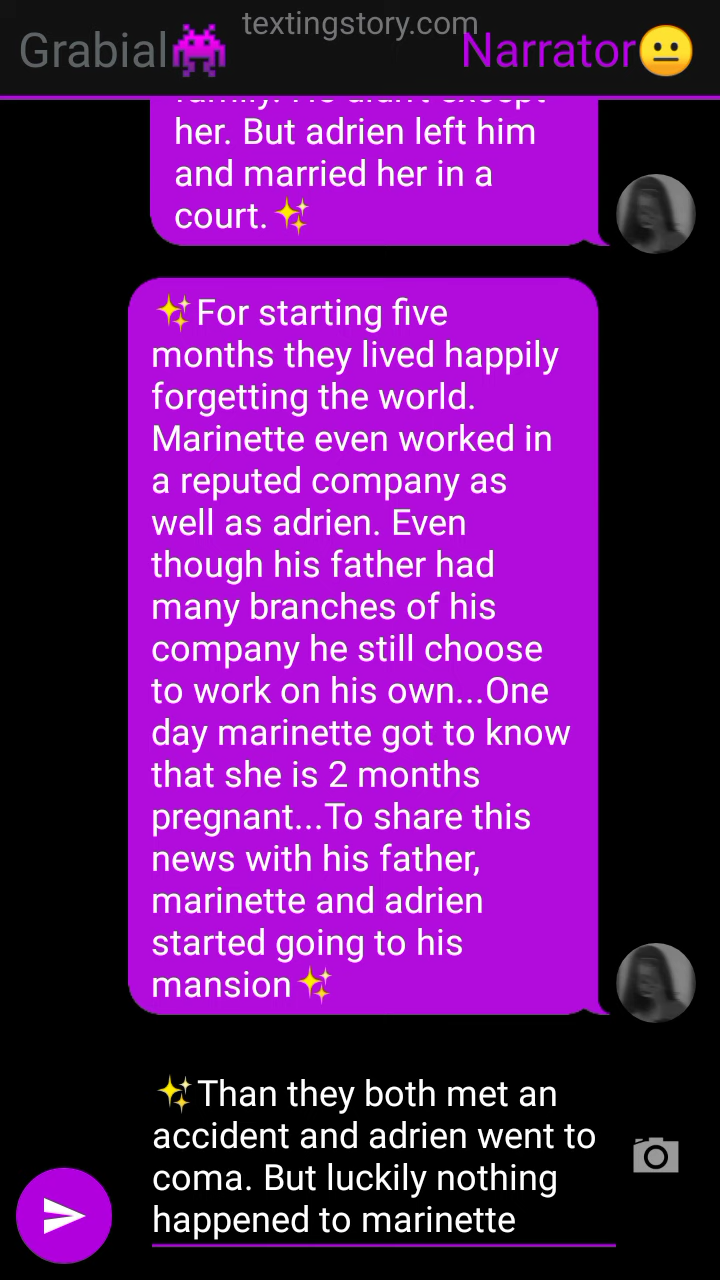 textingstory.com
Grabial👾 Narrator😐
her. But adrien left him
and married her in a
court.✨
✨For starting five
months they lived happily
forgetting the world.
Marinette even worked in
a reputed company as
well as adrien. Even
though his father had
many branches of his
company he still choose
to work on his own...One
day marinette got to know
that she is 2 months
pregnant...To share this
news with his father,
marinette and adrien
started going to his
mansion✨
✨Than they both met an
accident and adrien went to
coma. But luckily nothing
happened to marinette